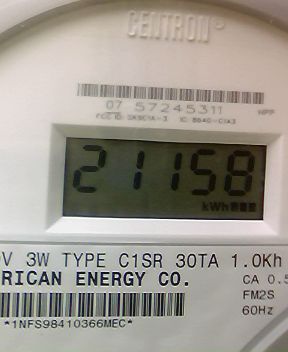 CENTRON®
07 57245311
21158
kWh
V 3W TYPE C1SR 30TA 1.0Kh
RICAN ENERGY CO.
CA 0.5
FM2S
60Hz
*1NFS98410366MEC*